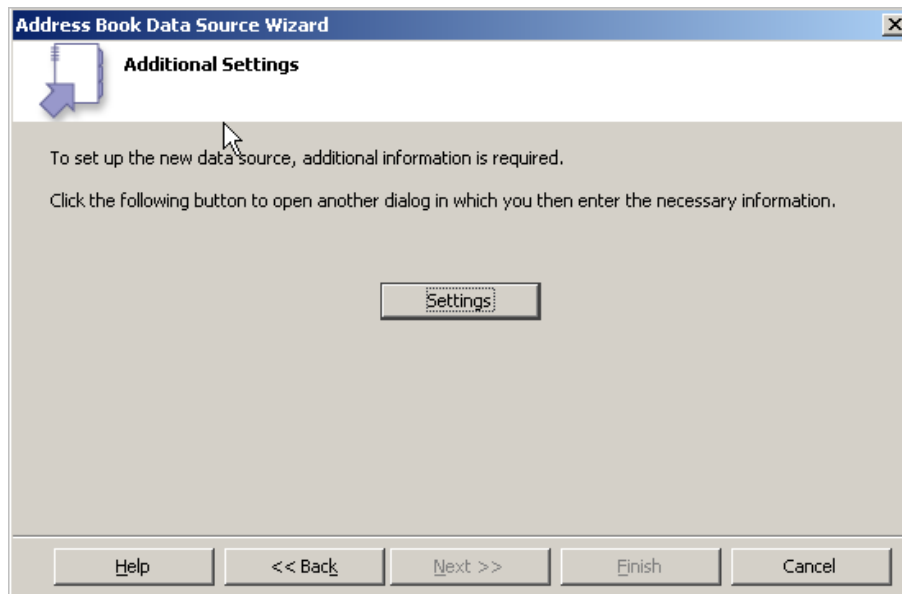 Address Book Data Source Wizard
Additional Settings
To set up the new data source, additional information is required.
Click the following button to open another dialog in which you then enter the necessary information.
Settings
Help
<< Back
Next >>
Finish
Cancel